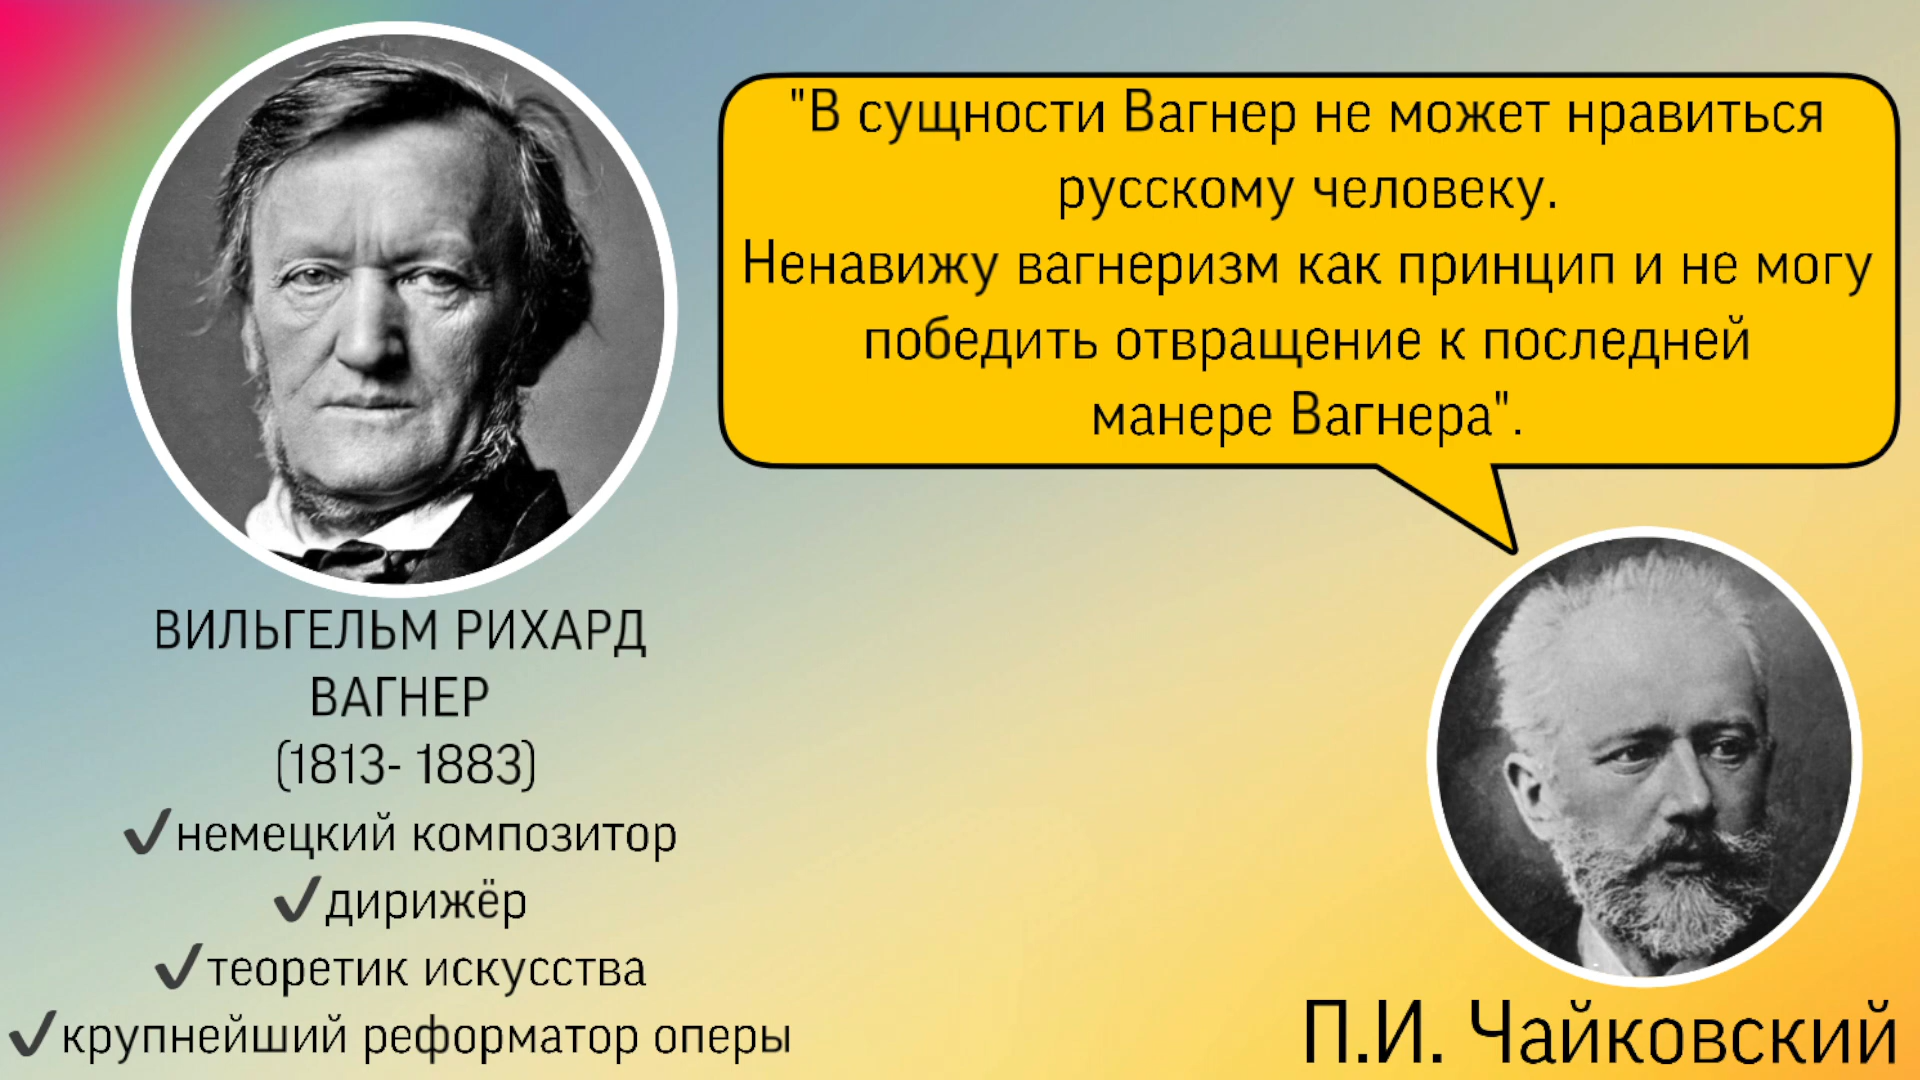 "В сущности Вагнер не может нравиться
русскому человеку.
Ненавижу вагнеризм как принцип и не могу
победить отвращение к последней
манере Вагнера".
ВИЛЬГЕЛЬМ РИХАРД
ВАГНЕР
(1813- 1883)
✔немецкий композитор
✔дирижёр
✔теоретик искусства
✔крупнейший реформатор оперы
П.И. Чайковский